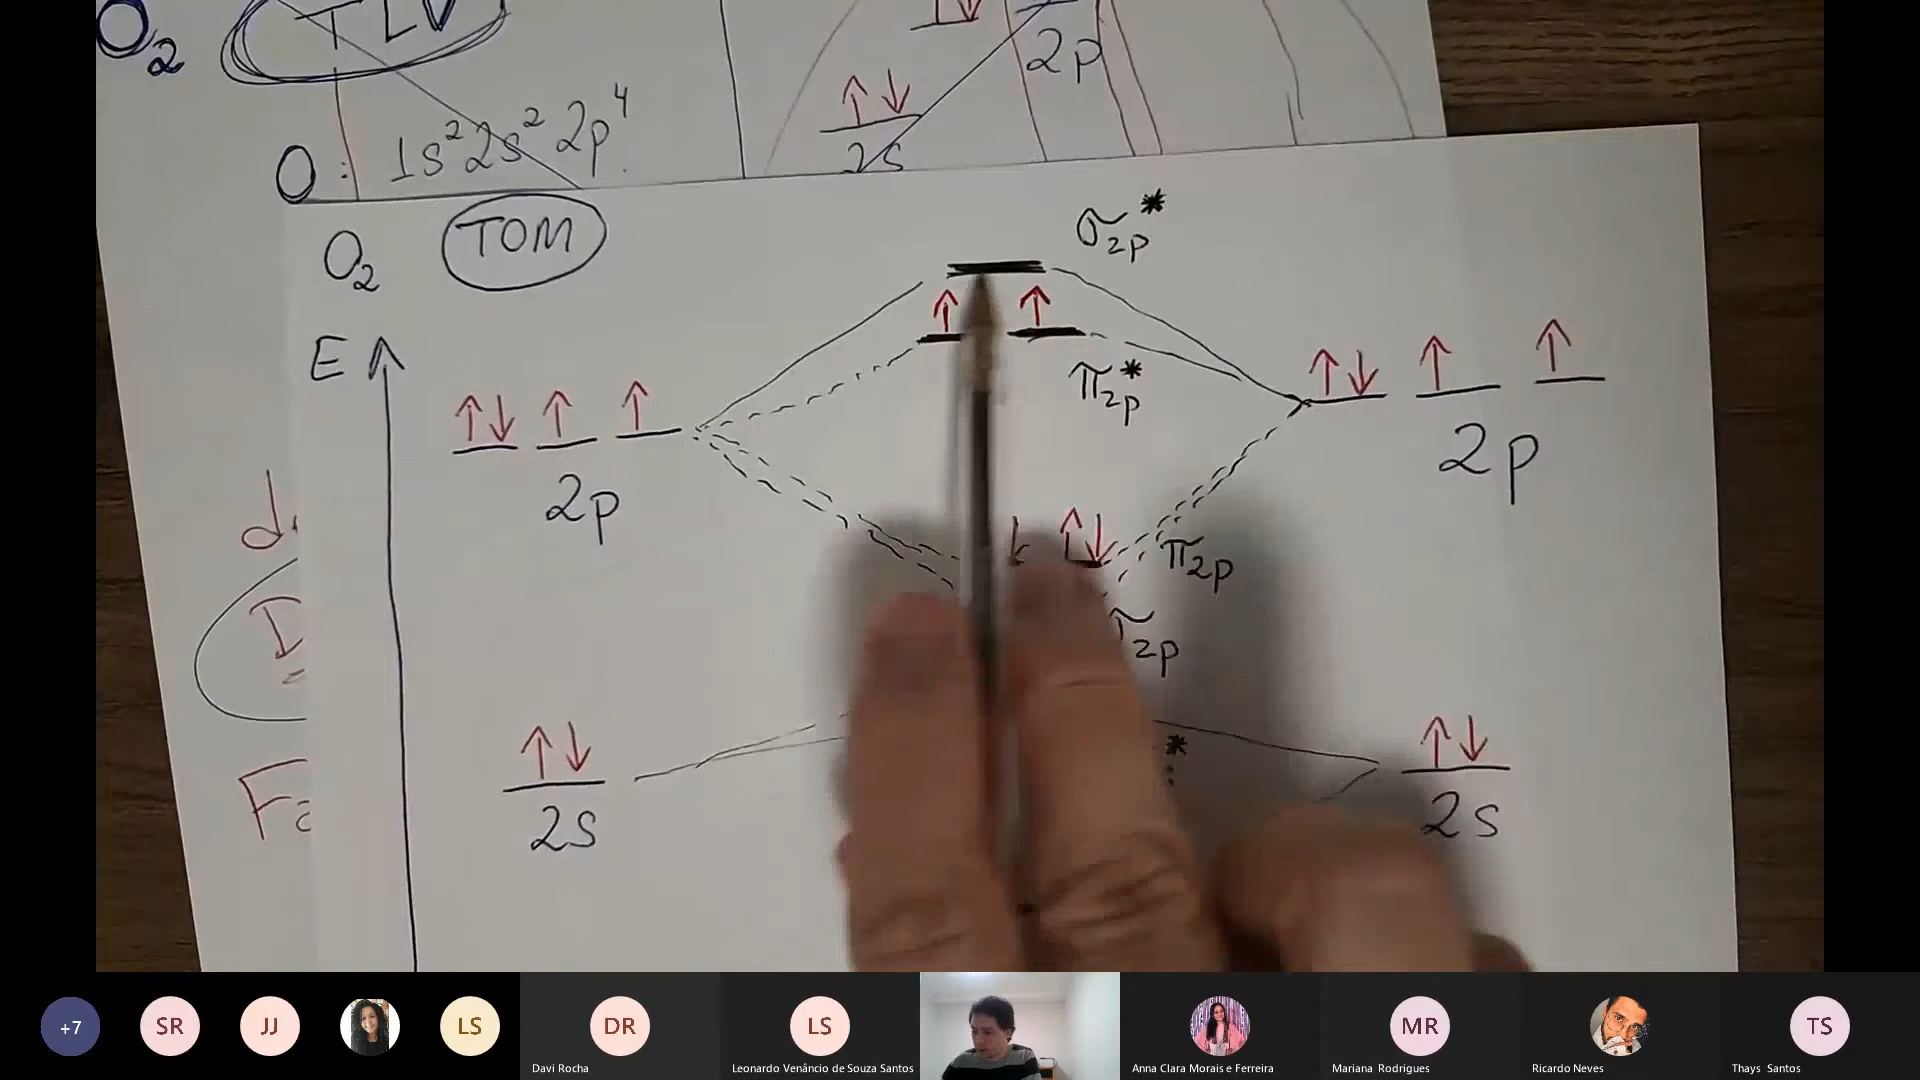 O₂ TLV
O: 1s² 2s² 2p⁴
↑↓ 2p
↑↓
2s
O₂ TOM
σ2p*
E
↑ ↑
π2p*
↑↓ ↑ ↑
2p
↑↓ ↑ ↑
2p
↓ ↑↓
π2p
2p
*
↑↓
2s
↑↓
2s
+7
SR
JJ
LS
DR
Davi Rocha
LS
Leonardo Venâncio de Souza Santos
Anna Clara Morais e Ferreira
MR
Mariana Rodrigues
Ricardo Neves
TS
Thays Santos